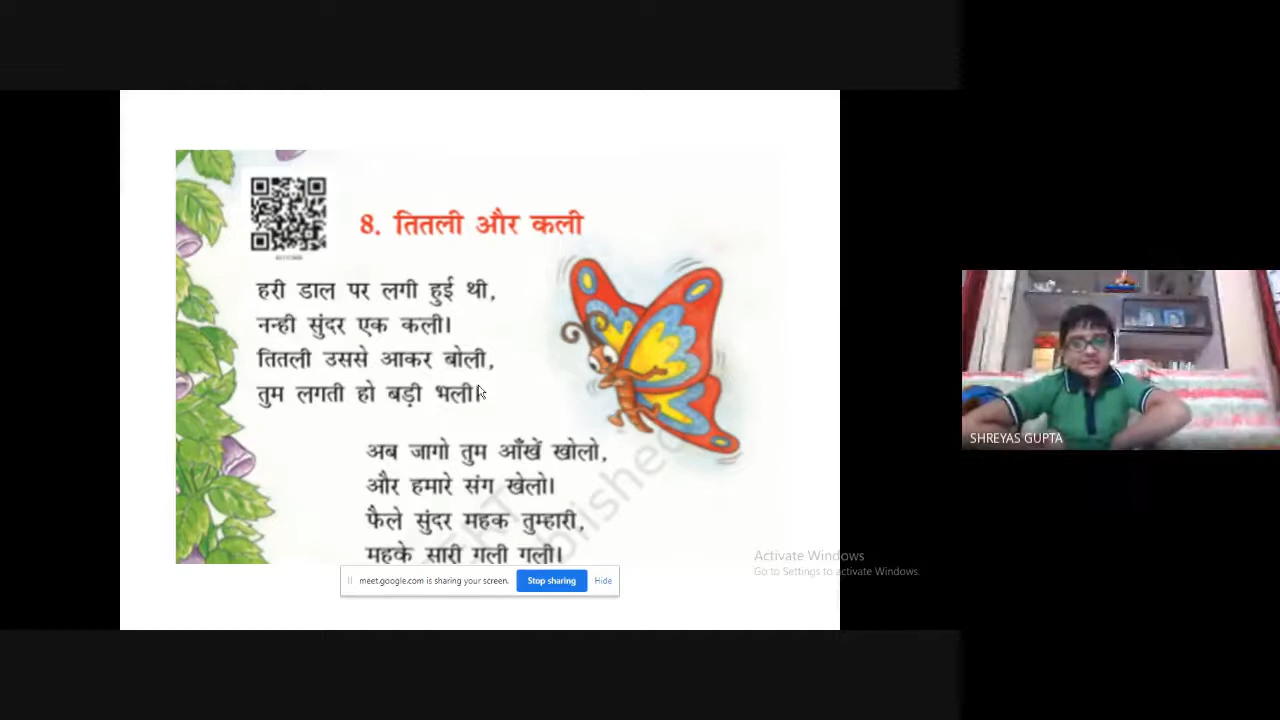 8. तितली और कली
हरी डाल पर लगी हुई थी,
नन्ही सुंदर एक कली।
तितली उससे आकर बोली,
तुम लगती हो बड़ी भली।
अब जागो तुम आँखें खोलो,
और हमारे संग खेलो।
फैले सुंदर महक तुम्हारी,
महके सारी गली गली।
meet.google.com is sharing your screen.
Stop sharing
Hide
Activate Windows
Go to Settings to activate Windows.
SHREYAS GUPTA